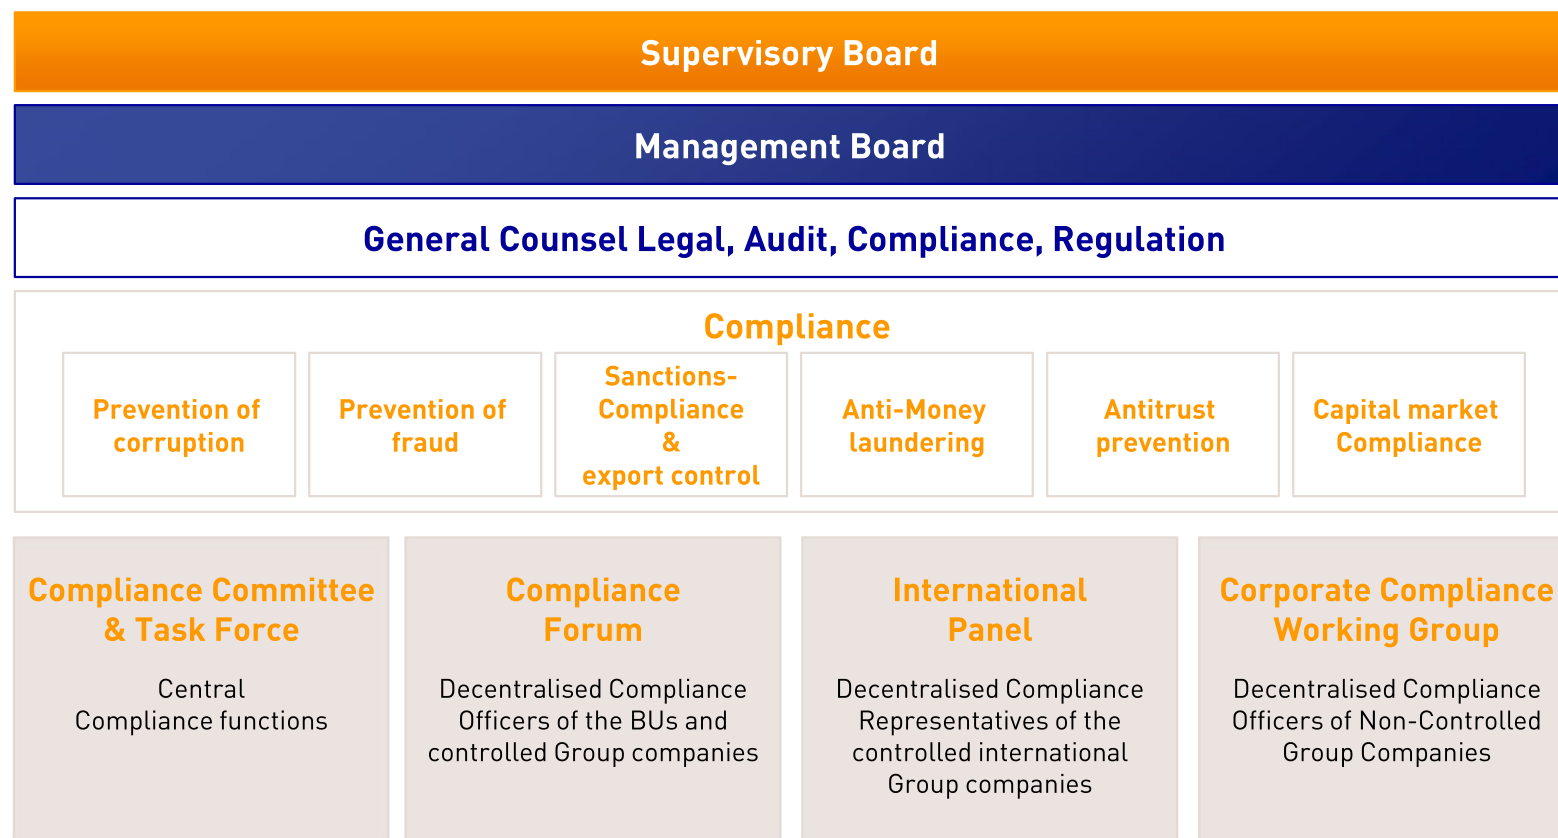 Supervisory Board
Management Board
General Counsel Legal, Audit, Compliance, Regulation
Compliance
Prevention of
corruption
Prevention of
fraud
Sanctions-
Compliance
&
export control
Anti-Money
laundering
Antitrust
prevention
Capital market
Compliance
Compliance Committee
& Task Force
Central
Compliance functions
Compliance
Forum
Decentralised Compliance
Officers of the BUs and
controlled Group companies
International
Panel
Decentralised Compliance
Representatives of the
controlled international
Group companies
Corporate Compliance
Working Group
Decentralised Compliance
Officers of Non-Controlled
Group Companies